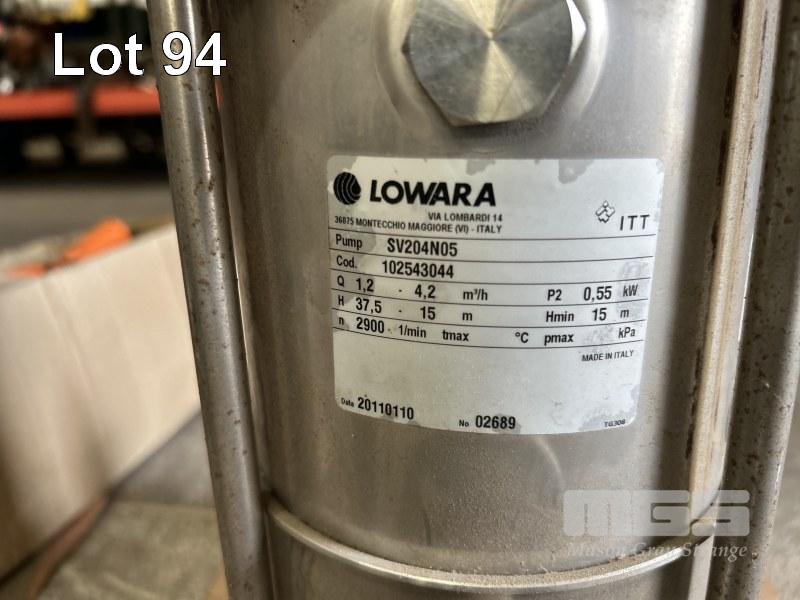 Lot 94
LOWARA
VIA LOMBARDI 14
36075 MONTECCHIO MAGGIORE (VI) - ITALY
ITT
Pump SV204N05
Cod. 102543044
Q 1,2 - 4,2 m³/h P2 0,55 kW
H 37,5 - 15 m Hmin 15 m
n 2900 - 1/min tmax °C pmax kPa
MADE IN ITALY
Date 20110110 No 02689 TG308
MGS
Mason Gray Strange